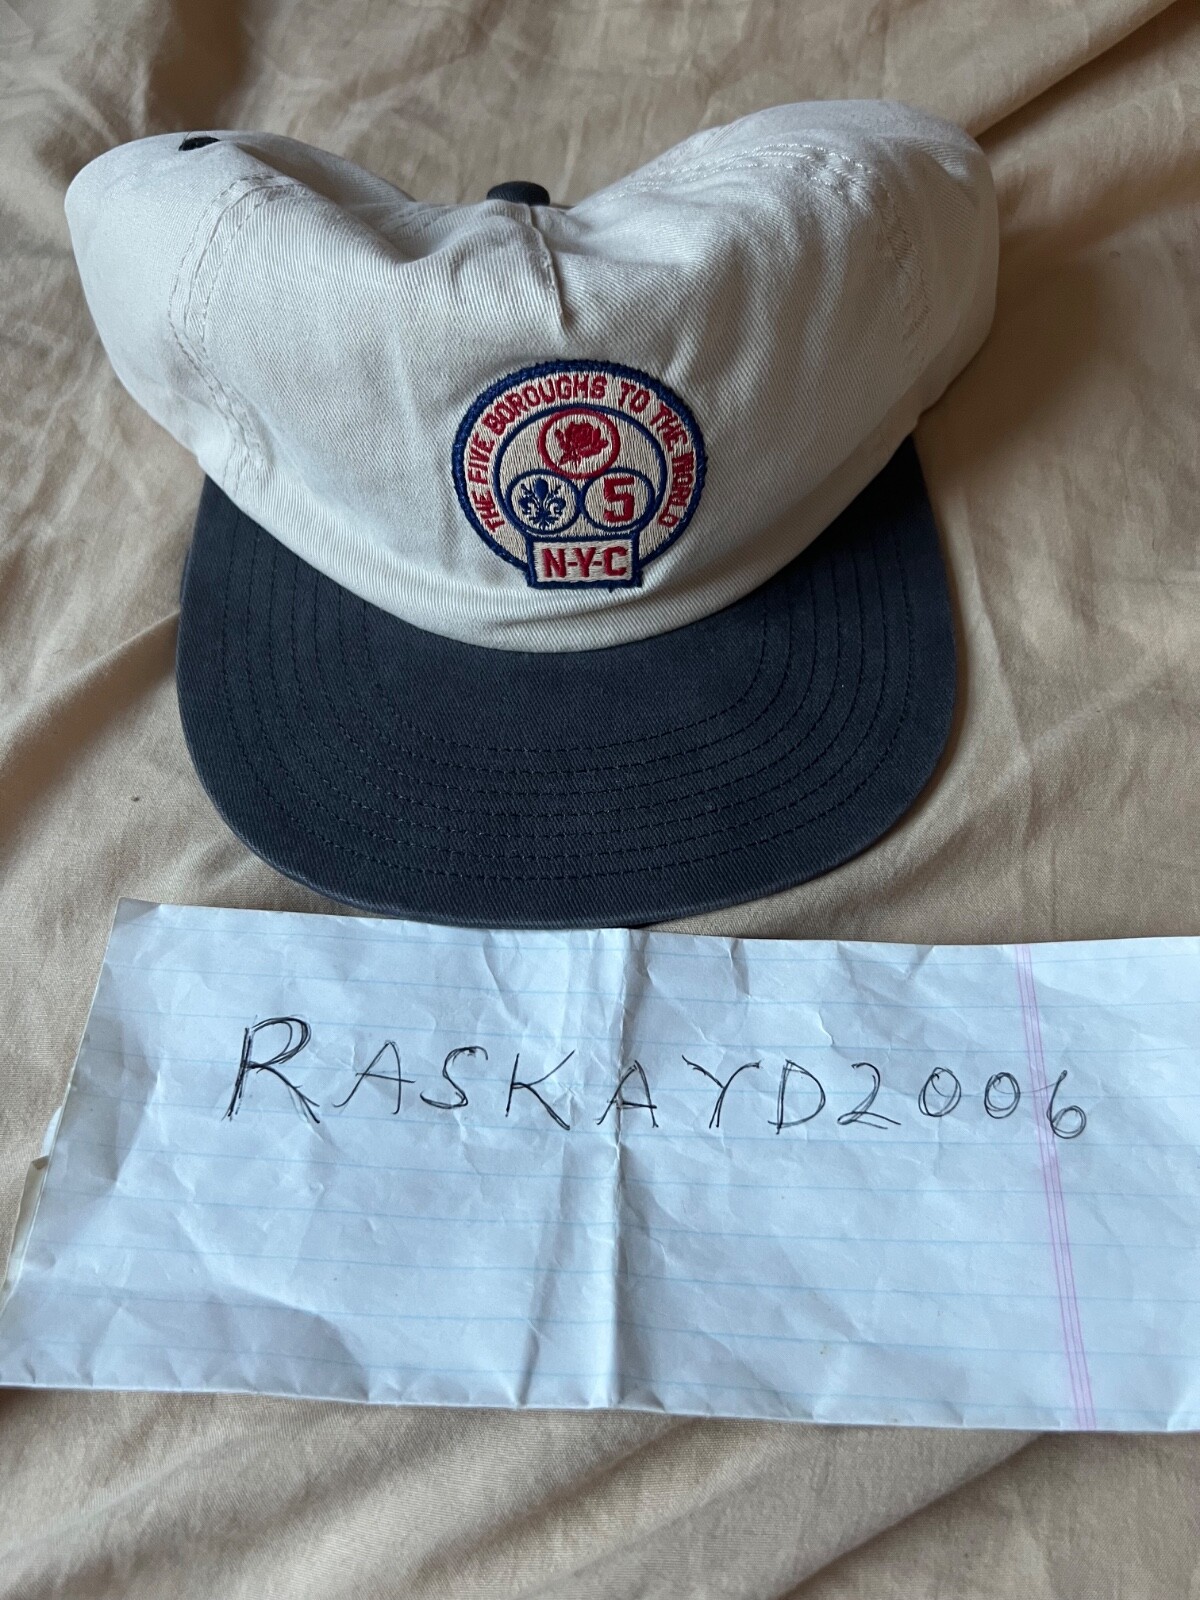 THE FIVE BOROUGHS TO THE WORLD
5
N-Y-C
RASKAYD2006